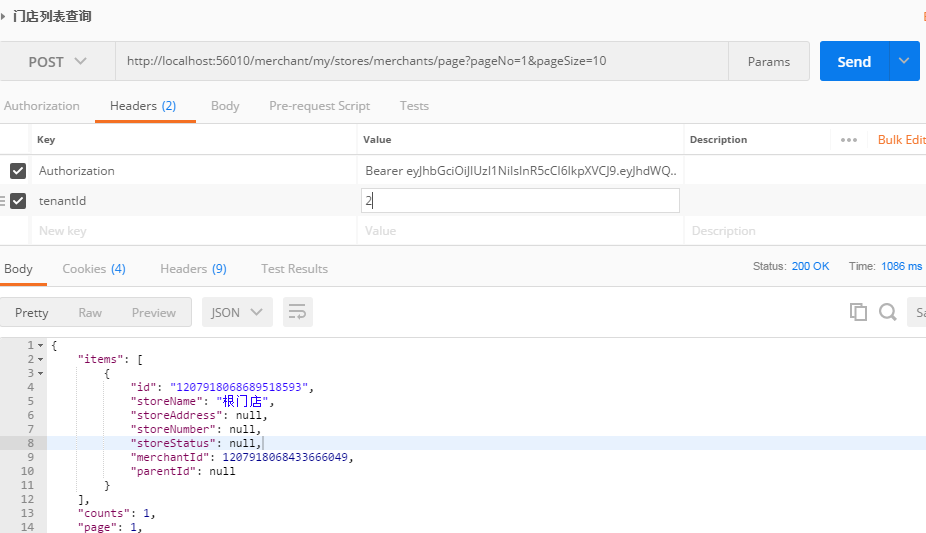 门店列表查询
POST http://localhost:56010/merchant/my/stores/merchants/page?pageNo=1&pageSize=10 Params Send
Authorization Headers (2) Body Pre-request Script Tests
Key Value Description ••• Bulk Edit
Authorization Bearer eyJhbGciOiJIUzI1NiIsInR5cCI6IkpXVCJ9.eyJhdWQ...
tenantId 2
New key Value Description
Body Cookies (4) Headers (9) Test Results Status: 200 OK Time: 1086 ms
Pretty Raw Preview JSON
1 {
2 "items": [
3 {
4 "id": "1207918068689518593",
5 "storeName": "根门店",
6 "storeAddress": null,
7 "storeNumber": null,
8 "storeStatus": null,
9 "merchantId": 1207918068433666049,
10 "parentId": null
11 }
12 ],
13 "counts": 1,
14 "page": 1,